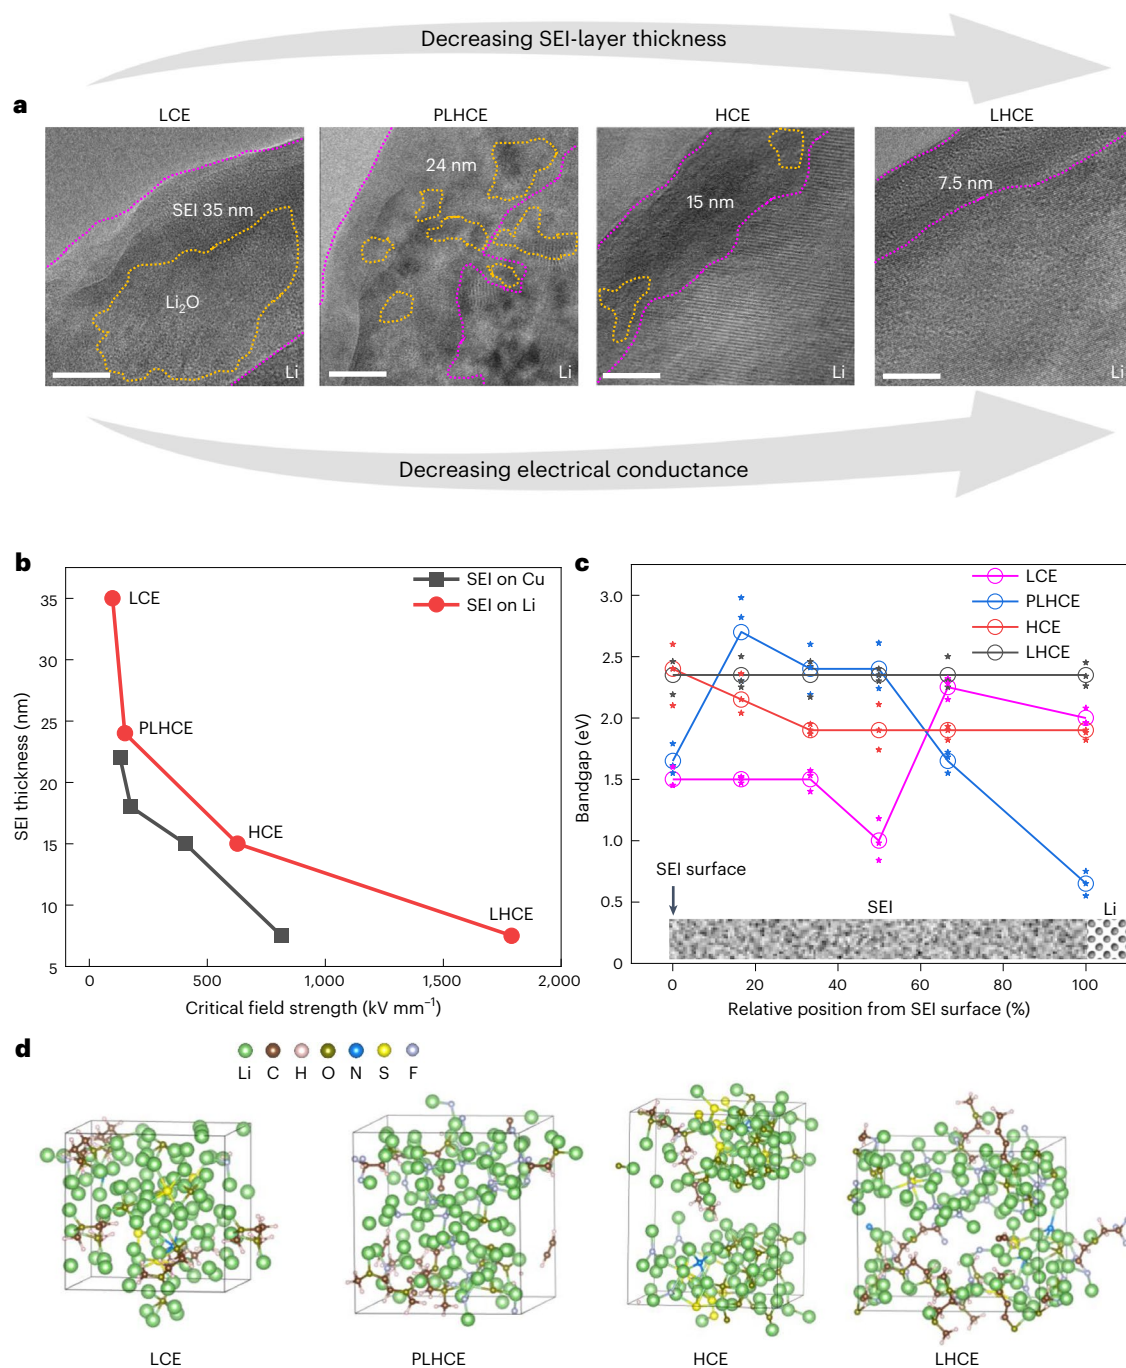 Decreasing SEI-layer thickness
a
LCE
PLHCE
HCE
LHCE
SEI 35 nm
Li₂O
Li
24 nm
Li
15 nm
Li
7.5 nm
Li
Decreasing electrical conductance
b
SEI on Cu
SEI on Li
LCE
PLHCE
HCE
LHCE
SEI thickness (nm)
35
30
25
20
15
10
5
0
500
1,000
1,500
2,000
Critical field strength (kV mm⁻¹)
c
LCE
PLHCE
HCE
LHCE
Bandgap (eV)
3.0
2.5
2.0
1.5
1.0
0.5
0
SEI surface
SEI
Li
0
20
40
60
80
100
Relative position from SEI surface (%)
d
Li C H O N S F
LCE
PLHCE
HCE
LHCE